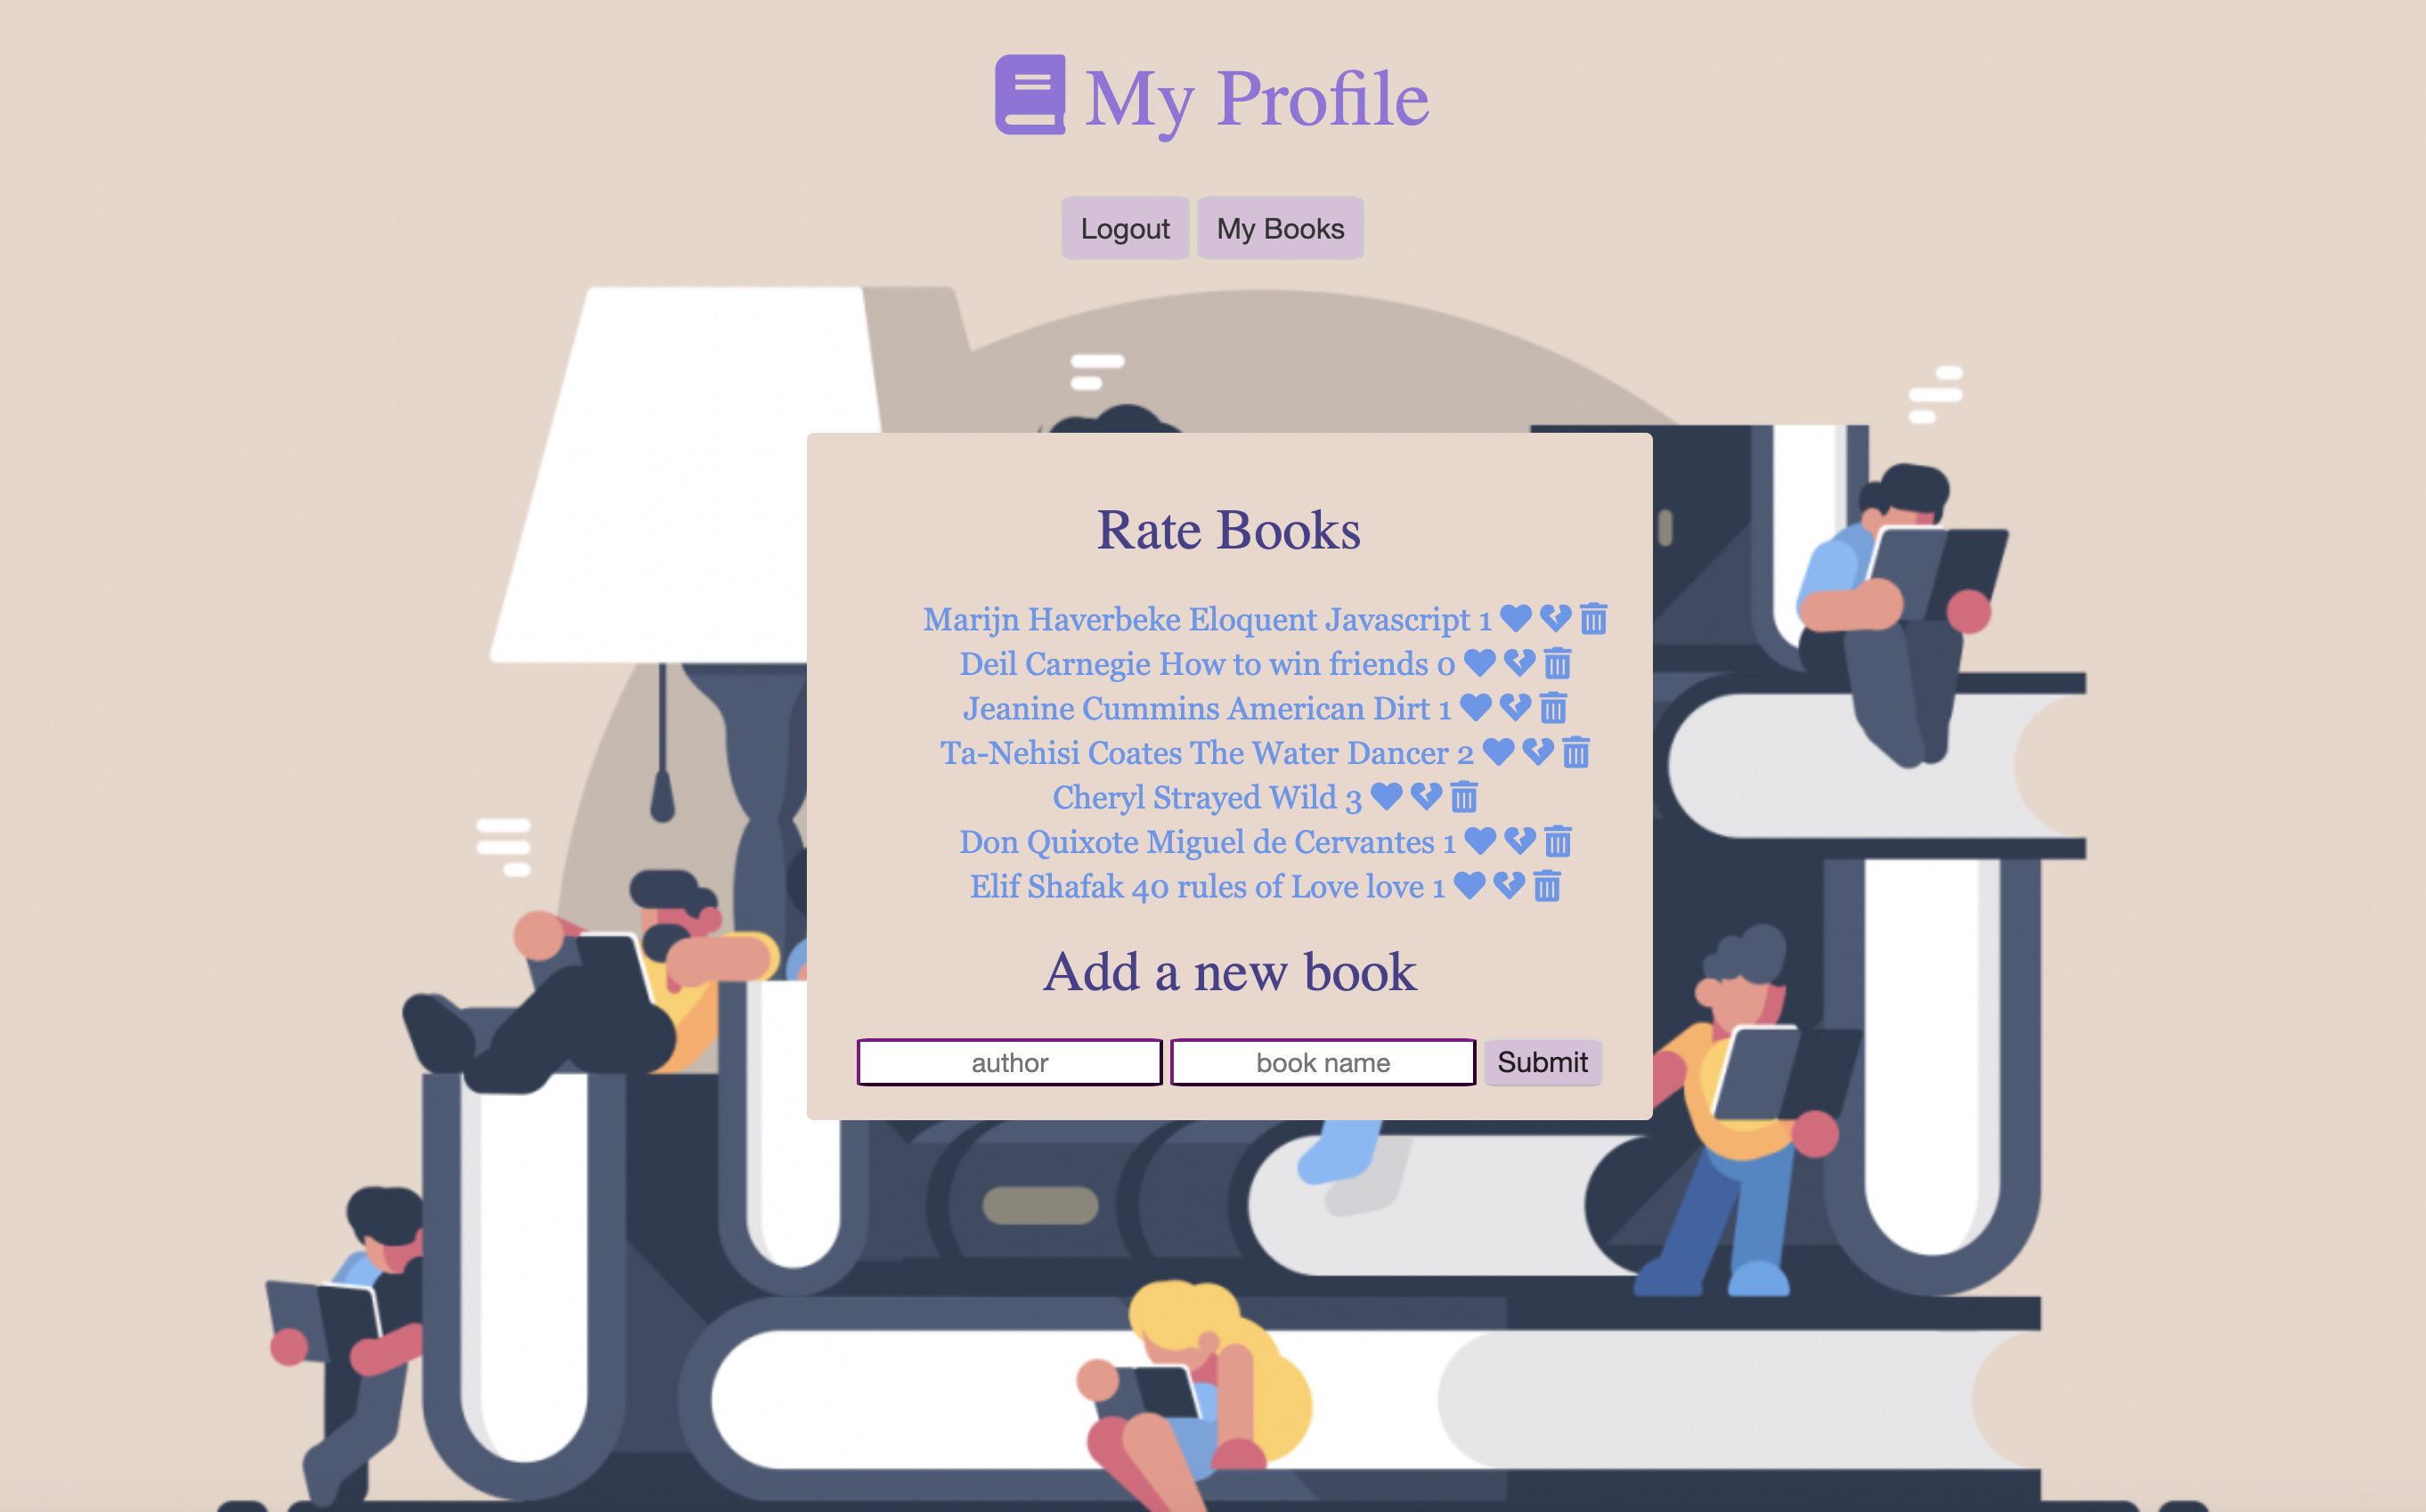 My Profile
Logout My Books
Rate Books
Marijn Haverbeke Eloquent Javascript 1
Deil Carnegie How to win friends 0
Jeanine Cummins American Dirt 1
Ta-Nehisi Coates The Water Dancer 2
Cheryl Strayed Wild 3
Don Quixote Miguel de Cervantes 1
Elif Shafak 40 rules of Love love 1
Add a new book
author book name Submit